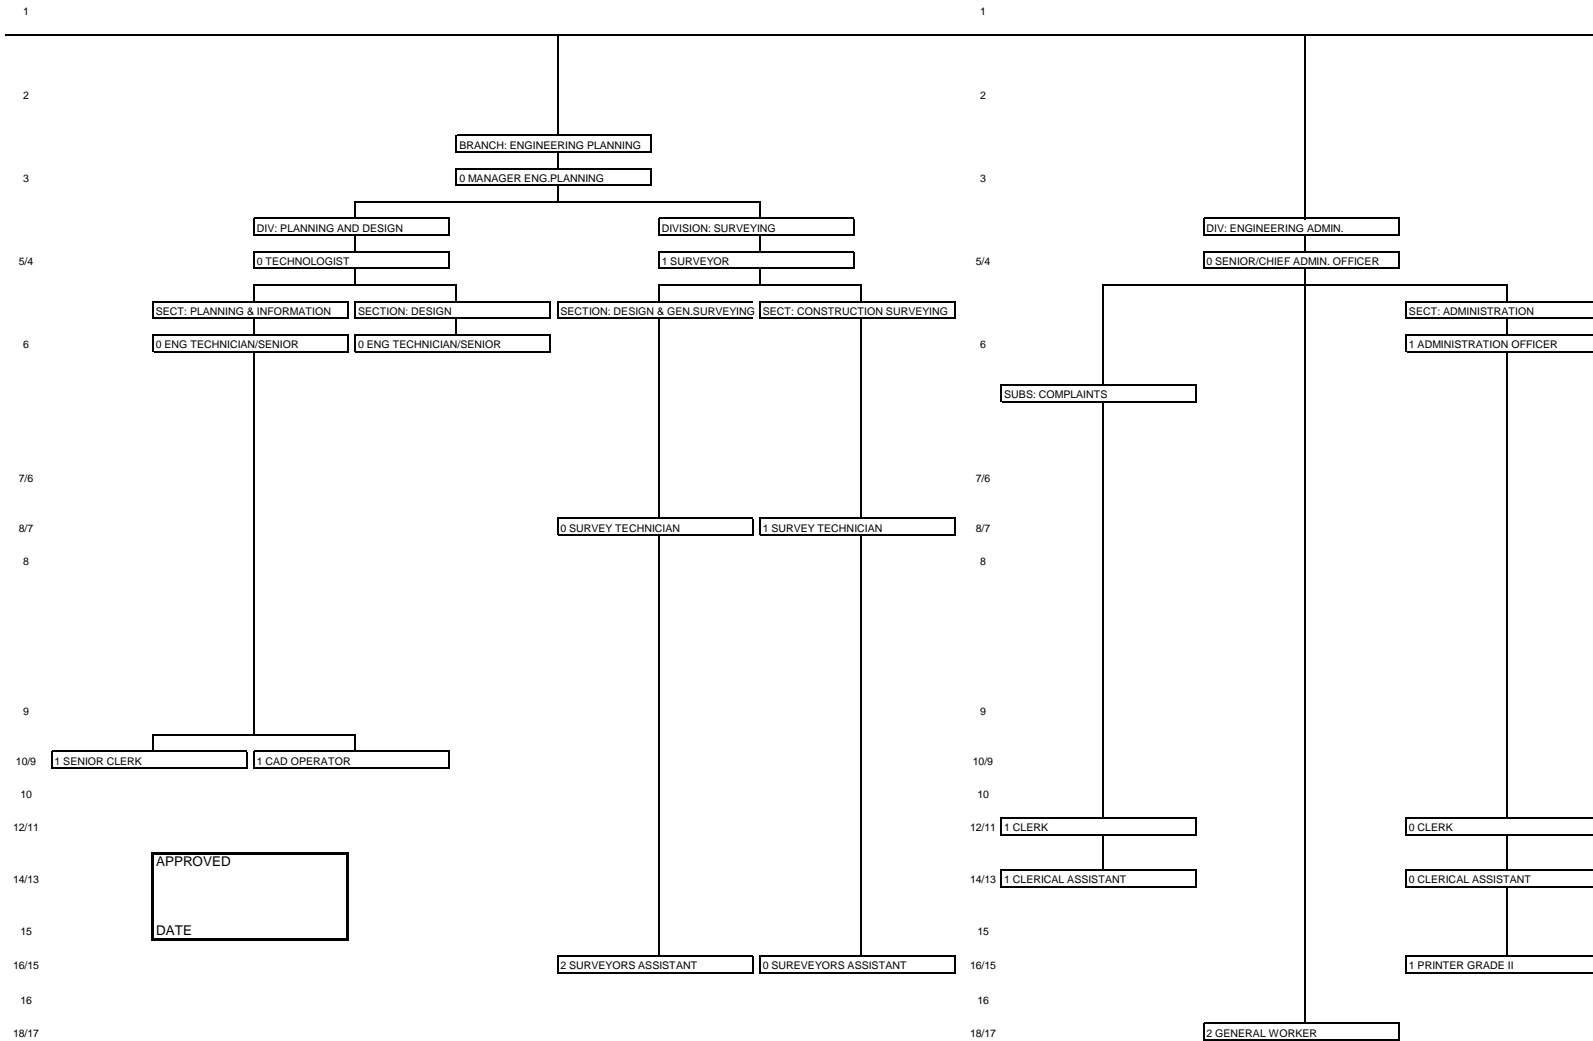 1 1
2 2
BRANCH: ENGINEERING PLANNING
3 0 MANAGER ENG.PLANNING 3
DIV: PLANNING AND DESIGN DIVISION: SURVEYING DIV: ENGINEERING ADMIN.
5/4 0 TECHNOLOGIST 1 SURVEYOR 5/4 0 SENIOR/CHIEF ADMIN. OFFICER
SECT: PLANNING & INFORMATION SECTION: DESIGN SECTION: DESIGN & GEN.SURVEYING SECT: CONSTRUCTION SURVEYING SECT: ADMINISTRATION
6 0 ENG TECHNICIAN/SENIOR 0 ENG TECHNICIAN/SENIOR 6 1 ADMINISTRATION OFFICER
SUBS: COMPLAINTS
7/6 7/6
8/7 0 SURVEY TECHNICIAN 1 SURVEY TECHNICIAN 8/7
8 8
9 9
10/9 1 SENIOR CLERK 1 CAD OPERATOR 10/9
10 10
12/11 12/11 1 CLERK 0 CLERK
APPROVED
14/13 14/13 1 CLERICAL ASSISTANT 0 CLERICAL ASSISTANT
15 DATE 15
16/15 2 SURVEYORS ASSISTANT 0 SUREVEYORS ASSISTANT 16/15 1 PRINTER GRADE II
16 16
18/17 18/17 2 GENERAL WORKER